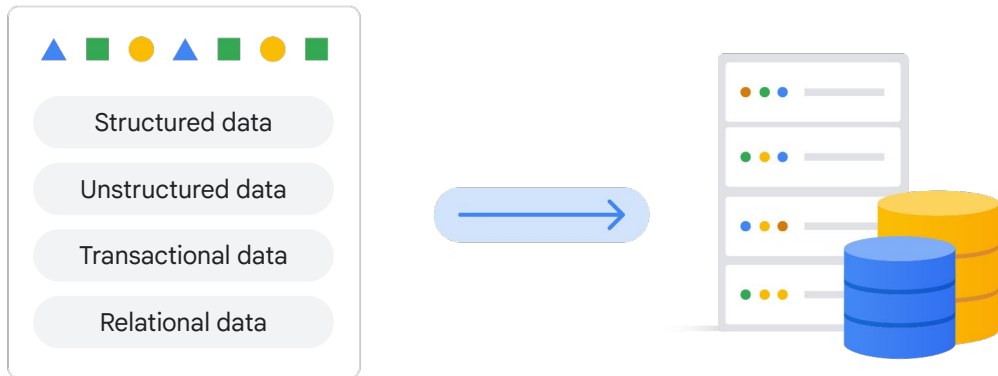 Structured data
Unstructured data
Transactional data
Relational data